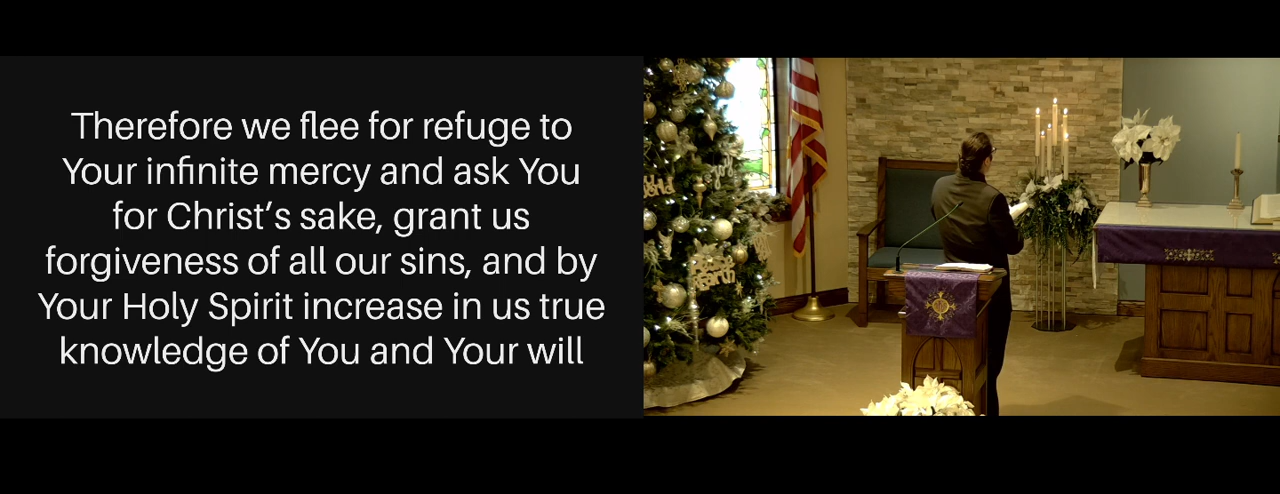 Therefore we flee for refuge to
Your infinite mercy and ask You
for Christ's sake, grant us
forgiveness of all our sins, and by
Your Holy Spirit increase in us true
knowledge of You and Your will
joy